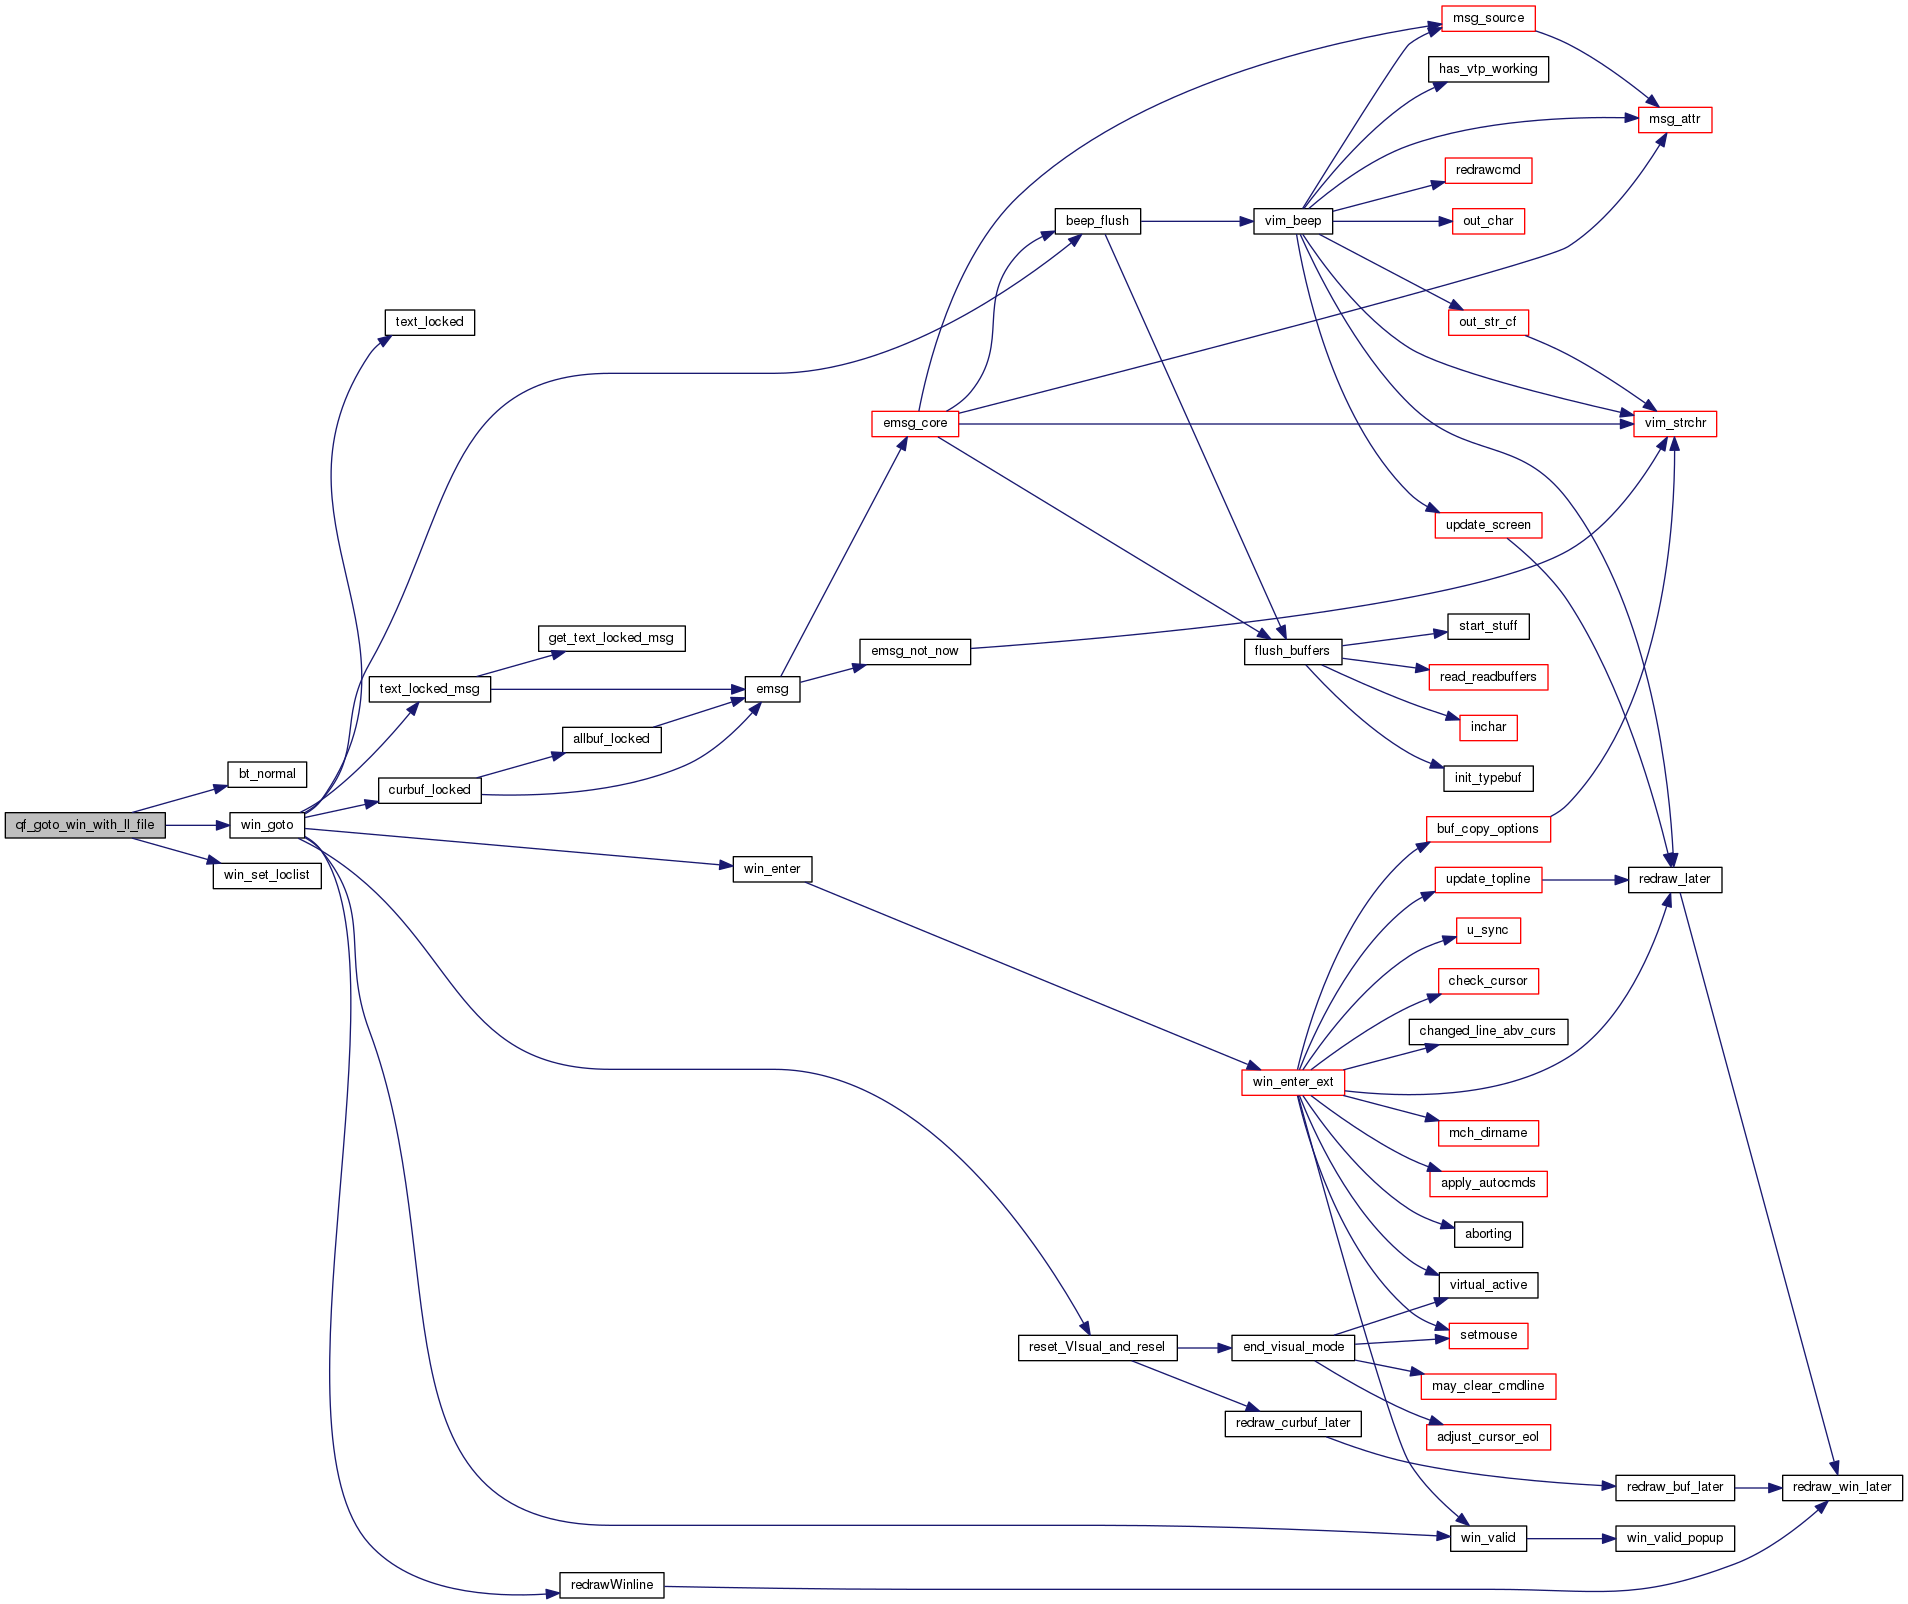 msg_source
has_vtp_working
msg_attr
redrawcmd
beep_flush
vim_beep
out_char
text_locked
out_str_cf
emsg_core
vim_strchr
update_screen
get_text_locked_msg
start_stuff
emsg_not_now
flush_buffers
text_locked_msg
emsg
read_readbuffers
inchar
allbuf_locked
bt_normal
init_typebuf
curbuf_locked
qf_goto_win_with_ll_file
win_goto
buf_copy_options
win_set_loclist
win_enter
update_topline
redraw_later
u_sync
check_cursor
changed_line_abv_curs
win_enter_ext
mch_dirname
apply_autocmds
aborting
virtual_active
setmouse
reset_VIsual_and_resel
end_visual_mode
may_clear_cmdline
redraw_curbuf_later
adjust_cursor_eol
redraw_buf_later
redraw_win_later
win_valid
win_valid_popup
redrawWinline